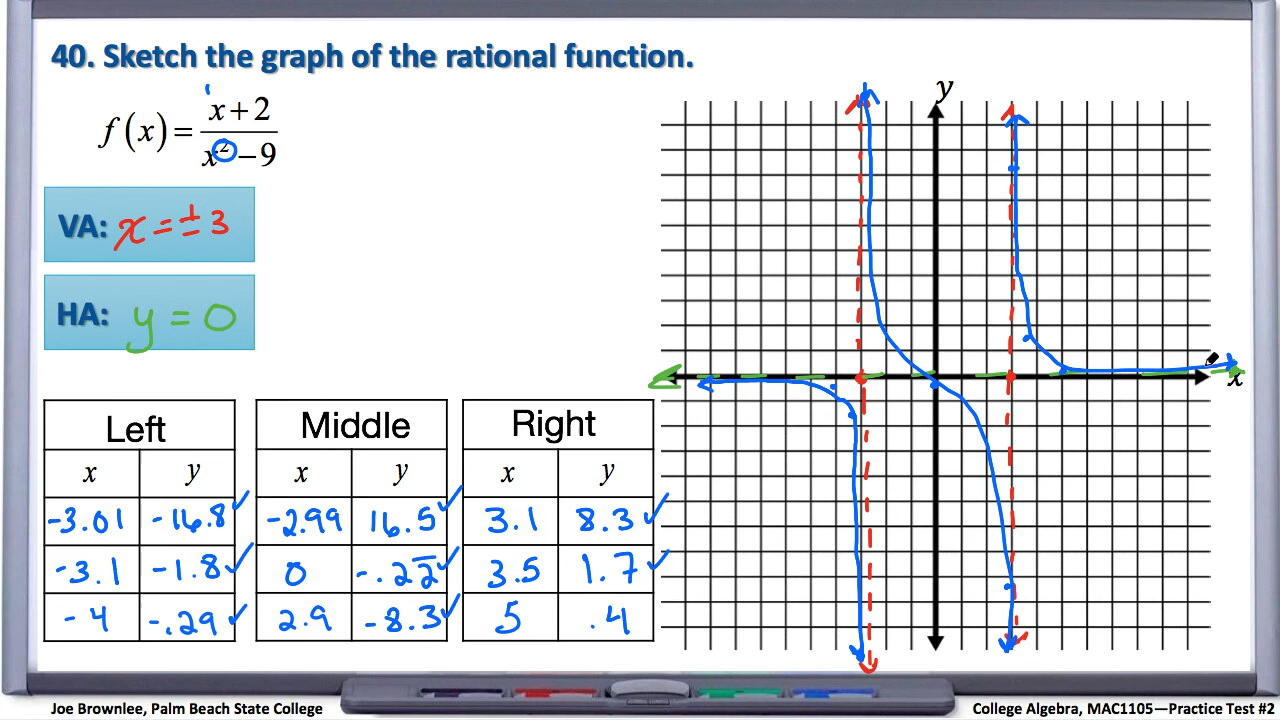 40. Sketch the graph of the rational function.
f(x) = (x+2)/(x² − 9)
VA: x = ± 3
HA: y = 0
y
x
Left
x y
-3.01 -16.8 ✓
-3.1 -1.8 ✓
-4 -.29 ✓
Middle
x y
-2.99 16.5 ✓
0 -.22̅ ✓
2.9 -8.3 ✓
Right
x y
3.1 8.3 ✓
3.5 1.7 ✓
5 .4
Joe Brownlee, Palm Beach State College
College Algebra, MAC1105—Practice Test #2